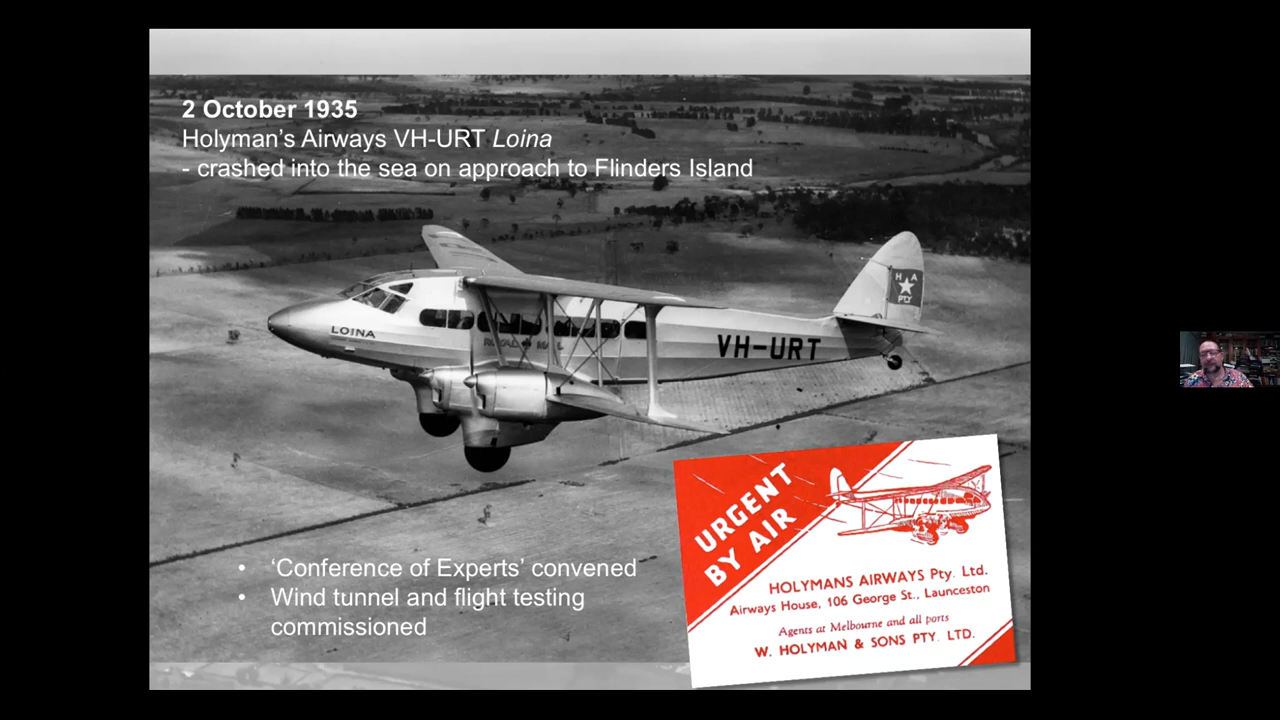 2 October 1935
Holyman's Airways VH-URT Loina
- crashed into the sea on approach to Flinders Island
H A
PTY
LOINA
ROYAL MAIL
VH-URT
• ‘Conference of Experts’ convened
• Wind tunnel and flight testing
commissioned
URGENT
BY AIR
HOLYMANS AIRWAYS Pty. Ltd.
Airways House, 106 George St., Launceston
Agents at Melbourne and all ports
W. HOLYMAN & SONS PTY. LTD.